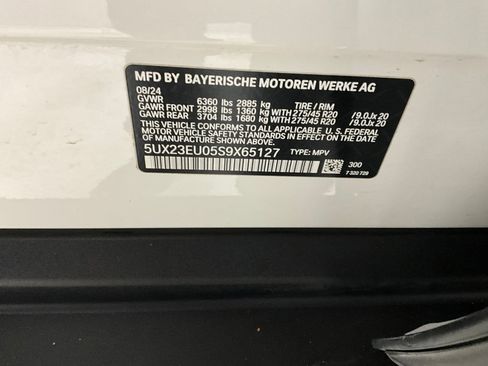 MFD BY BAYERISCHE MOTOREN WERKE AG
08/24
GVWR 6360 lbs 2885 kg TIRE / RIM
GAWR FRONT 2998 lbs 1360 kg 275/45 R20 / 9.0Jx 20
GAWR REAR 3704 lbs 1680 kg WITH 275/45 R20 / 9.0Jx 20
THIS VEHICLE CONFORMS TO ALL APPLICABLE U. S. FEDERAL
MOTOR VEHICLE SAFETY STANDARDS IN EFFECT ON THE
DATE OF MANUFACTURE SHOWN ABOVE.
5UX23EU05S9X65127 TYPE: MPV
300
7 320 729